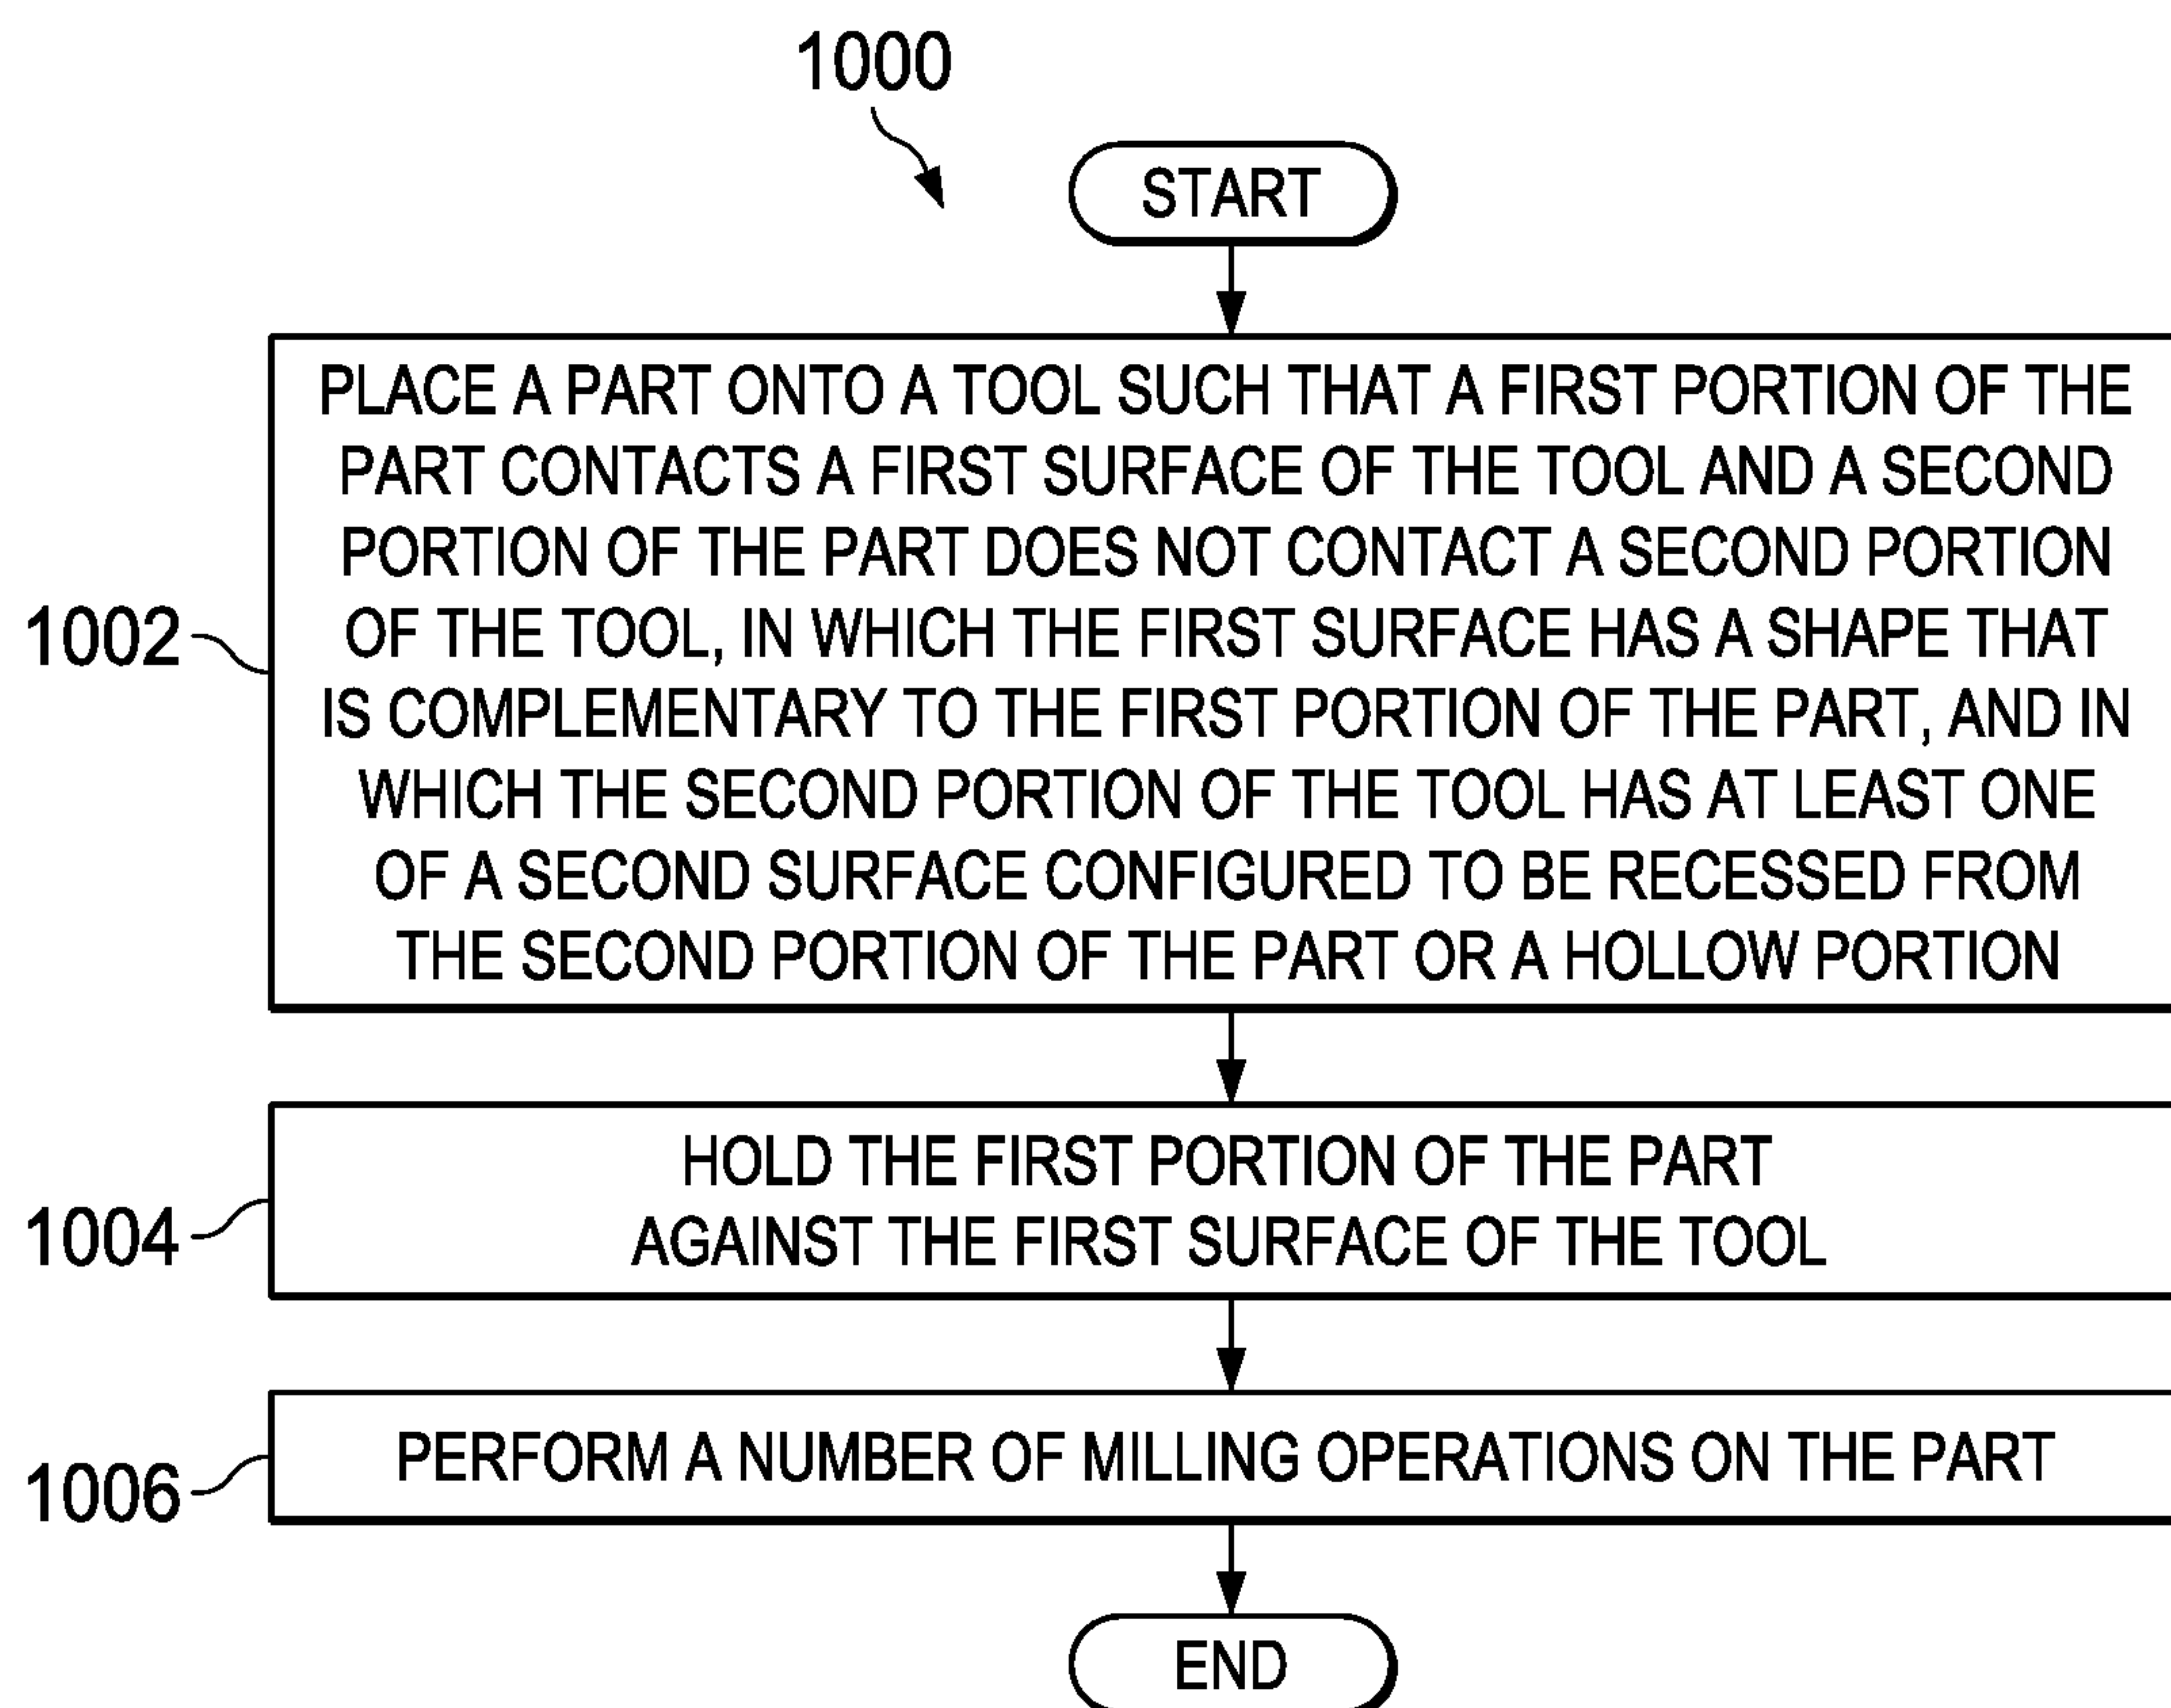 1000
START
PLACE A PART ONTO A TOOL SUCH THAT A FIRST PORTION OF THE
PART CONTACTS A FIRST SURFACE OF THE TOOL AND A SECOND
PORTION OF THE PART DOES NOT CONTACT A SECOND PORTION
1002
OF THE TOOL, IN WHICH THE FIRST SURFACE HAS A SHAPE THAT
IS COMPLEMENTARY TO THE FIRST PORTION OF THE PART, AND IN
WHICH THE SECOND PORTION OF THE TOOL HAS AT LEAST ONE
OF A SECOND SURFACE CONFIGURED TO BE RECESSED FROM
THE SECOND PORTION OF THE PART OR A HOLLOW PORTION
HOLD THE FIRST PORTION OF THE PART
1004
AGAINST THE FIRST SURFACE OF THE TOOL
1006
PERFORM A NUMBER OF MILLING OPERATIONS ON THE PART
END